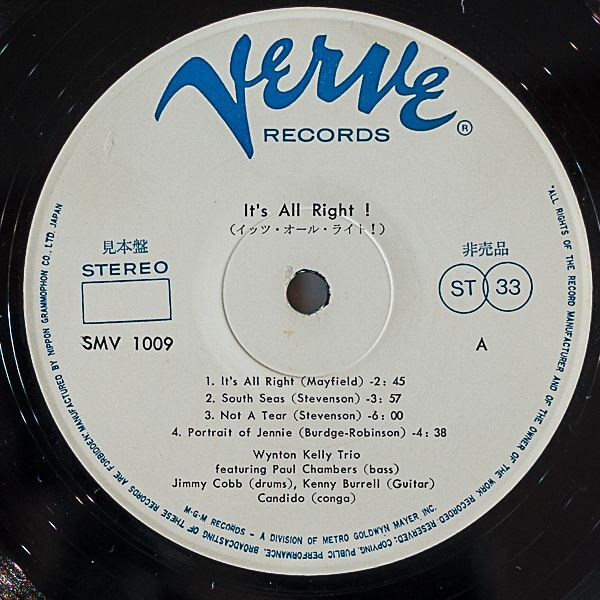 Verve
RECORDS ®
It's All Right !
(イッツ・オール・ライト!)
見本盤
非売品
STEREO
ST 33
SMV 1009
A
1. It's All Right (Mayfield) -2: 45
2. South Seas (Stevenson) -3: 57
3. Not A Tear (Stevenson) -6: 00
4. Portrait of Jennie (Burdge-Robinson) -4: 38
Wynton Kelly Trio
featuring Paul Chambers (bass)
Jimmy Cobb (drums), Kenny Burrell (Guitar)
Candido (conga)
M-G-M RECORDS - A DIVISION OF METRO GOLDWYN MAYER INC.
"ALL RIGHTS OF THE RECORD MANUFACTURER AND OF THE OWNER OF THE WORK RECORDED RESERVED; COPYING, PUBLIC PERFORMANCE, BROADCASTING OF THESE RECORDS ARE FORBIDDEN" MANUFACTURED BY NIPPON GRAMMOPHON CO. LTD. JAPAN